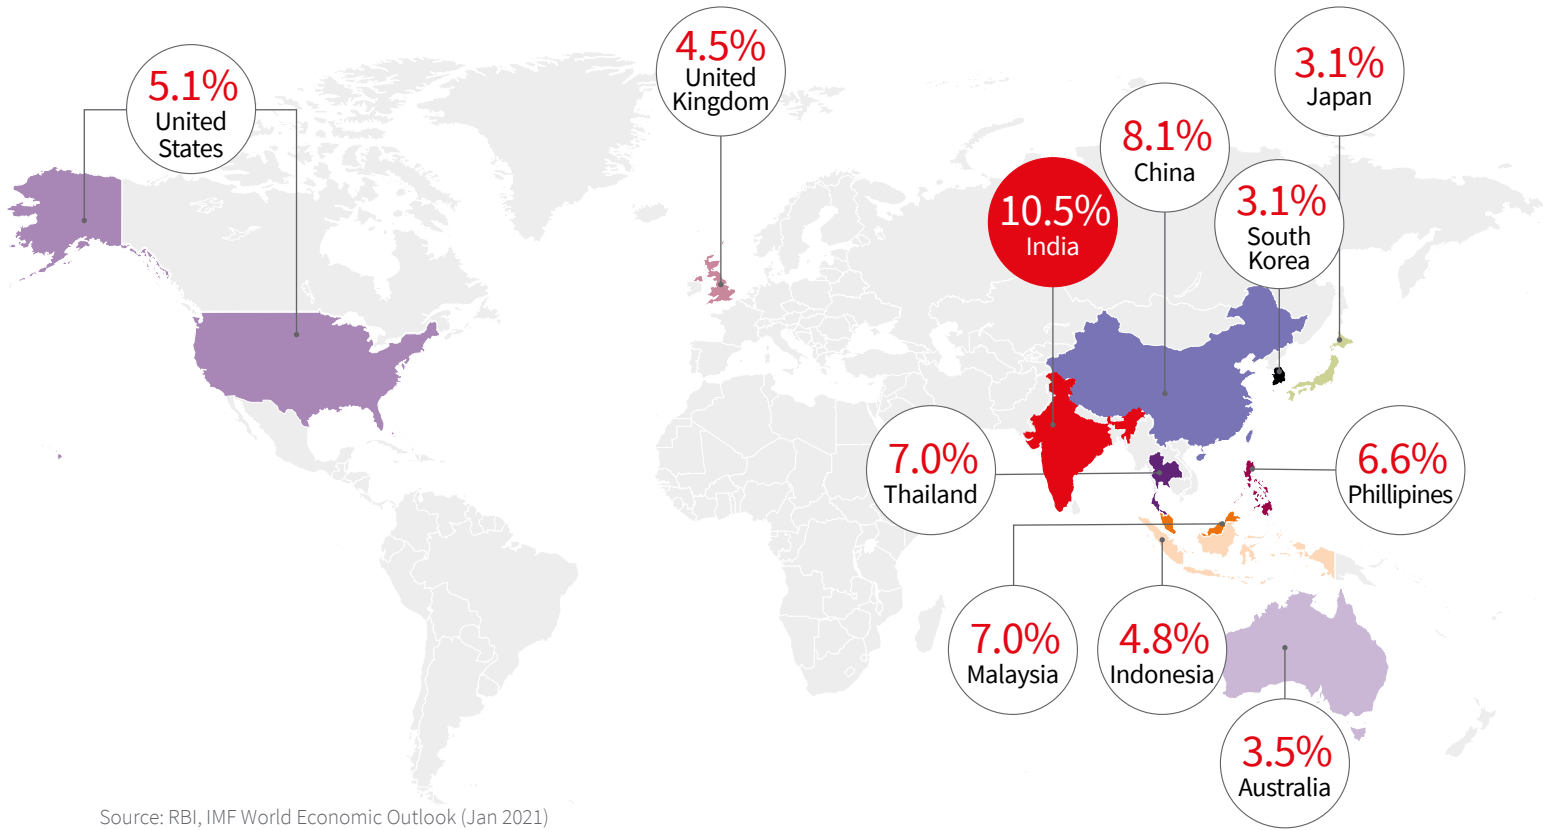 5.1%
United
States
4.5%
United
Kingdom
10.5%
India
8.1%
China
3.1%
Japan
3.1%
South
Korea
7.0%
Thailand
6.6%
Phillipines
7.0%
Malaysia
4.8%
Indonesia
3.5%
Australia
Source: RBI, IMF World Economic Outlook (Jan 2021)